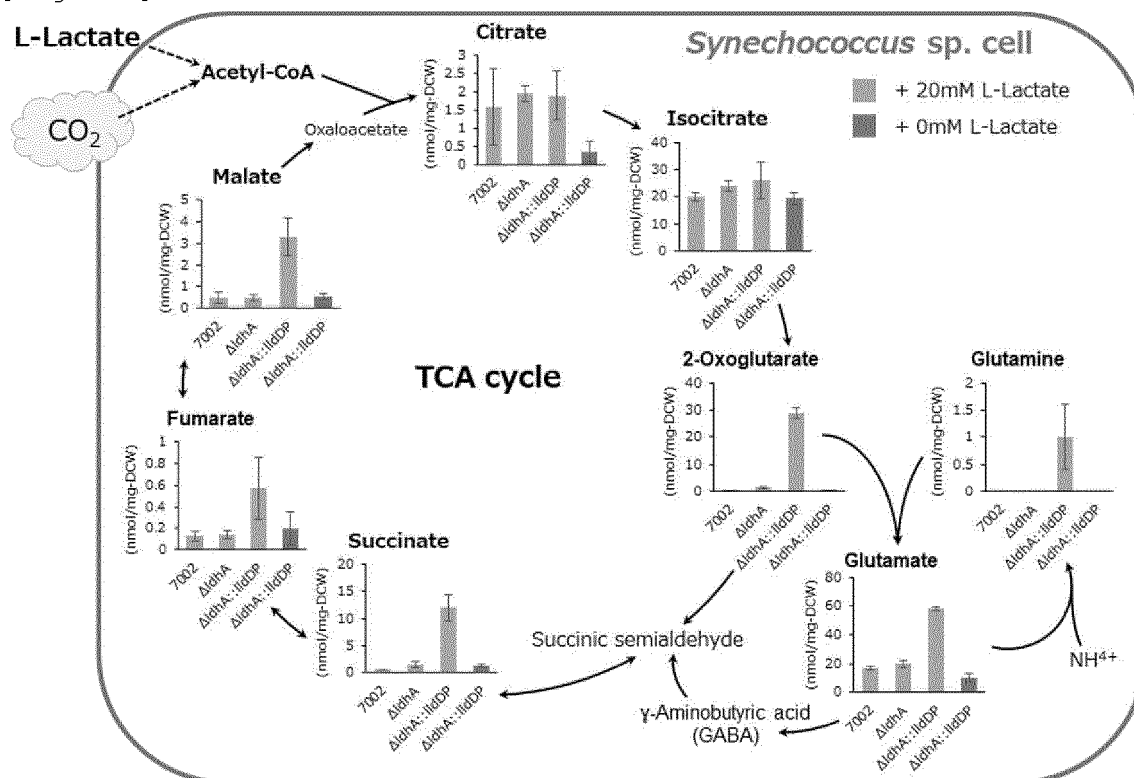 L-Lactate
CO2
Acetyl-CoA
Oxaloacetate
Synechococcus sp. cell
+ 20mM L-Lactate
+ 0mM L-Lactate
TCA cycle
Citrate
(nmol/mg-DCW)
3
2.5
2
1.5
1
0.5
0
7002
ΔldhA
ΔldhA::lldDP
ΔldhA::lldDP
Isocitrate
(nmol/mg-DCW)
40
30
20
10
0
7002
ΔldhA
ΔldhA::lldDP
ΔldhA::lldDP
Malate
(nmol/mg-DCW)
5
4
3
2
1
0
7002
ΔldhA
ΔldhA::lldDP
ΔldhA::lldDP
2-Oxoglutarate
(nmol/mg-DCW)
40
30
20
10
0
7002
ΔldhA
ΔldhA::lldDP
ΔldhA::lldDP
Glutamine
(nmol/mg-DCW)
2
1.5
1
0.5
0
7002
ΔldhA
ΔldhA::lldDP
ΔldhA::lldDP
Fumarate
(nmol/mg-DCW)
1
0.8
0.6
0.4
0.2
0
7002
ΔldhA
ΔldhA::lldDP
ΔldhA::lldDP
Succinate
(nmol/mg-DCW)
20
15
10
5
0
7002
ΔldhA
ΔldhA::lldDP
ΔldhA::lldDP
Glutamate
(nmol/mg-DCW)
80
60
40
20
0
7002
ΔldhA
ΔldhA::lldDP
ΔldhA::lldDP
Succinic semialdehyde
γ-Aminobutyric acid
(GABA)
NH4+